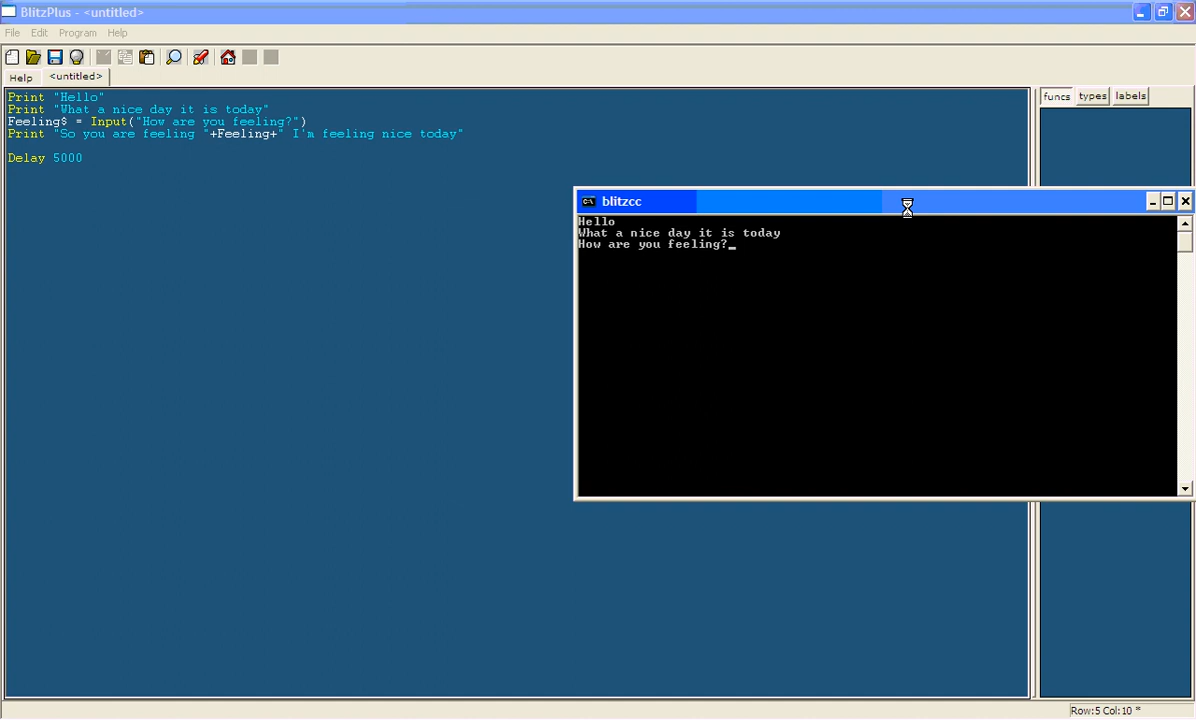 BlitzPlus - <untitled>
File Edit Program Help
Help <untitled>
Print "Hello"
Print "What a nice day it is today"
Feeling$ = Input("How are you feeling?")
Print "So you are feeling "+Feeling+" I'm feeling nice today"
Delay 5000
funcs types labels
blitzcc
Hello
What a nice day it is today
How are you feeling?_
Row:5 Col:10 *